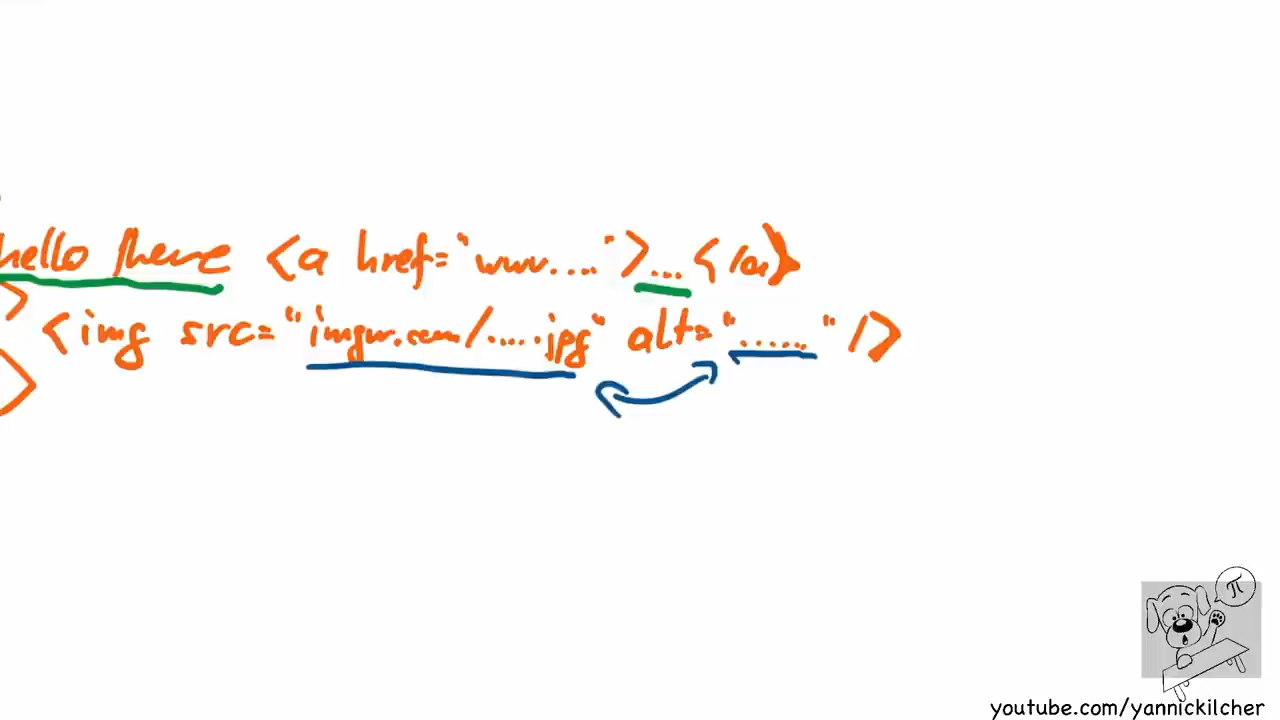 hello there <a href="www....">...</a>
<img src="imgur.com/.....jpg" alt="....." />
π
youtube.com/yannickilcher